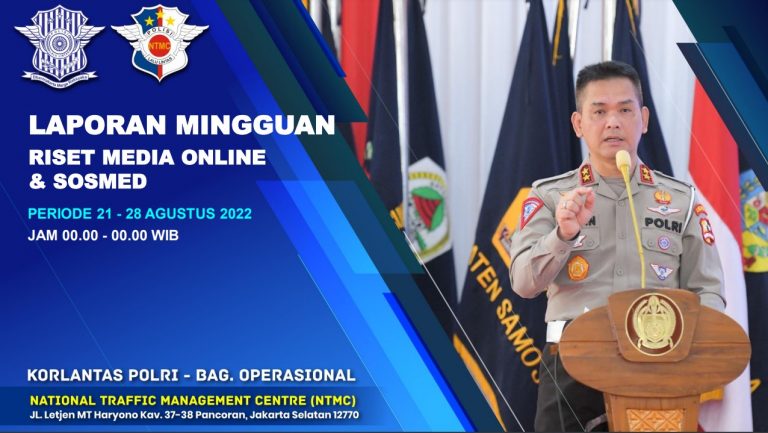 POLISI
NTMC
LAPORAN MINGGUAN
RISET MEDIA ONLINE
& SOSMED
PERIODE 21 - 28 AGUSTUS 2022
JAM 00.00 - 00.00 WIB
POLRI
ATEN SAMOS
KORLANTAS POLRI - BAG. OPERASIONAL
NATIONAL TRAFFIC MANAGEMENT CENTRE (NTMC)
JL. Letjen MT Haryono Kav. 37-38 Pancoran, Jakarta Selatan 12770